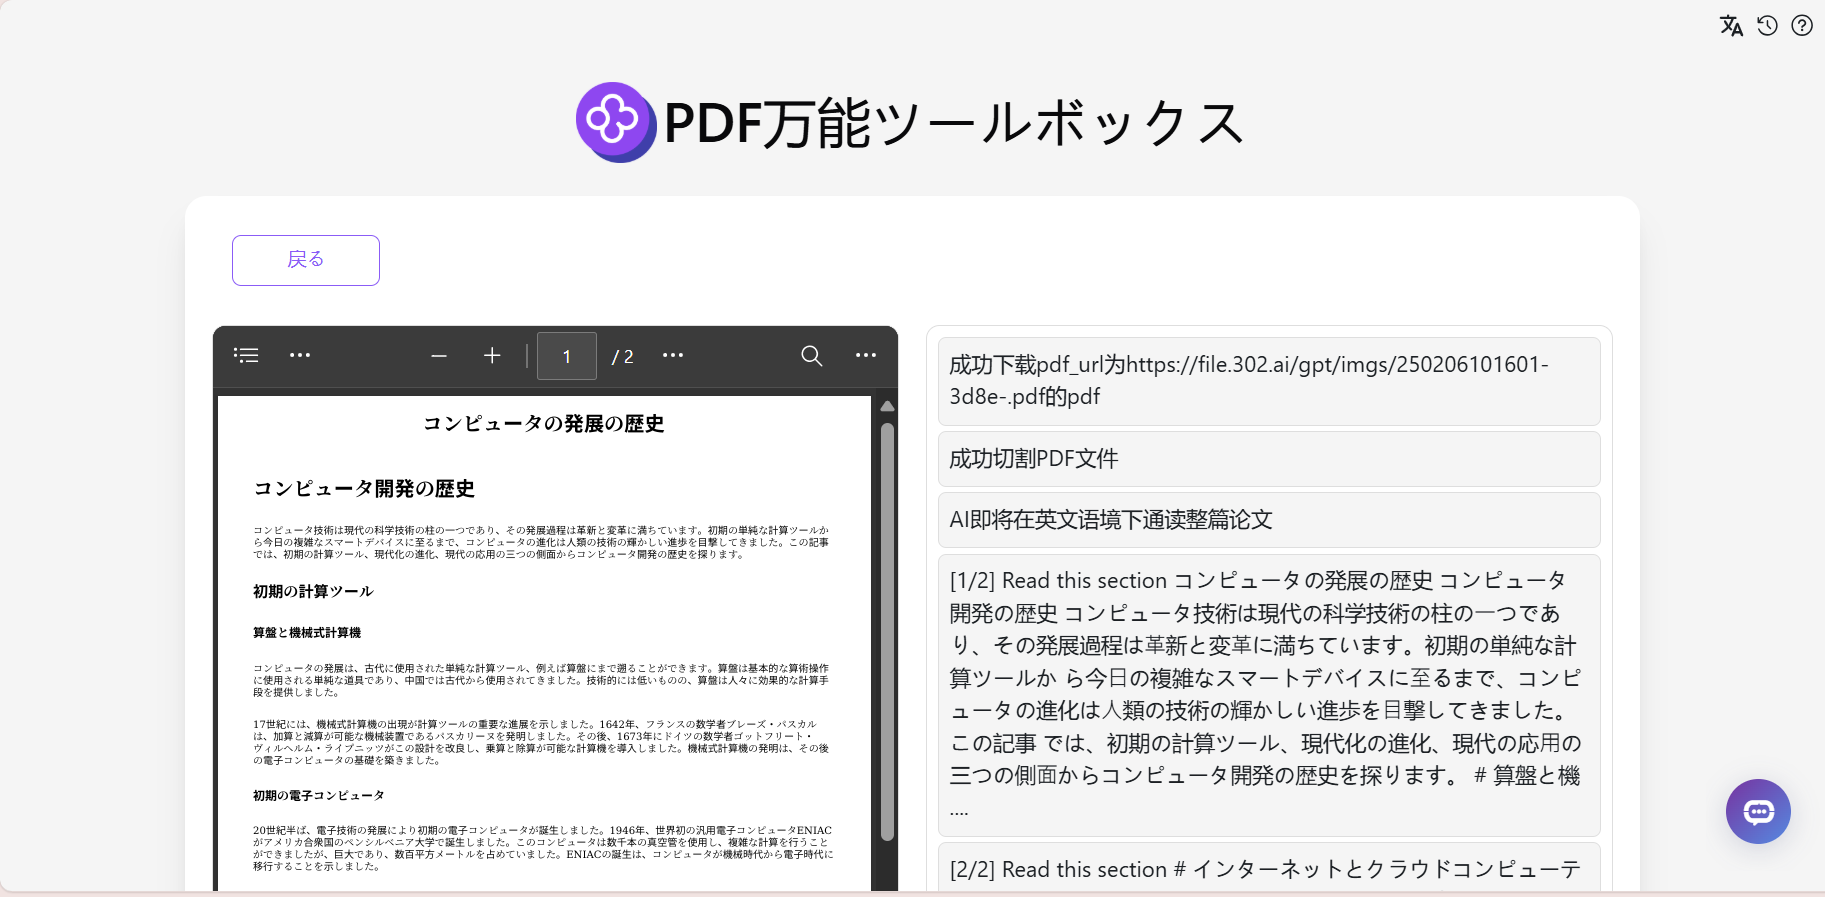 PDF万能ツールボックス
戻る
1
/ 2
コンピュータの発展の歴史
コンピュータ開発の歴史
コンピュータ技術は現代の科学技術の柱の一つであり、その発展過程は革新と変革に満ちています。初期の単純な計算ツールか
ら今日の複雑なスマートデバイスに至るまで、コンピュータの進化は人類の技術の輝かしい進歩を目撃してきました。この記事
では、初期の計算ツール、現代化の進化、現代の応用の三つの側面からコンピュータ開発の歴史を探ります。
初期の計算ツール
算盤と機械式計算機
コンピュータの発展は、古代に使用された単純な計算ツール、例えば算盤にまで遡ることができます。算盤は基本的な算術操作
に使用される単純な道具であり、中国では古代から使用されてきました。技術的には低いものの、算盤は人々に効果的な計算手
段を提供しました。
17世紀には、機械式計算機の出現が計算ツールの重要な進展を示しました。1642年、フランスの数学者ブレーズ・パスカル
は、加算と減算が可能な機械装置であるパスカリーヌを発明しました。その後、1673年にドイツの数学者ゴットフリート・
ヴィルヘルム・ライプニッツがこの設計を改良し、乗算と除算が可能な計算機を導入しました。機械式計算機の発明は、その後
の電子コンピュータの基礎を築きました。
初期の電子コンピュータ
20世紀半ば、電子技術の発展により初期の電子コンピュータが誕生しました。1946年、世界初の汎用電子コンピュータENIAC
がアメリカ合衆国のペンシルベニア大学で誕生しました。このコンピュータは数千本の真空管を使用し、複雑な計算を行うこと
ができましたが、巨大であり、数百平方メートルを占めていました。ENIACの誕生は、コンピュータが機械時代から電子時代に
移行することを示しました。
成功下载pdf_url为https://file.302.ai/gpt/imgs/250206101601-
3d8e-.pdf的pdf
成功切割PDF文件
AI即将在英文语境下通读整篇论文
[1/2] Read this section コンピュータの発展の歴史 コンピュータ
開発の歴史 コンピュータ技術は現代の科学技術の柱の一つであ
り、その発展過程は革新と変革に満ちています。初期の単純な計
算ツールか ら今日の複雑なスマートデバイスに至るまで、コンピ
ュータの進化は人類の技術の輝かしい進歩を目撃してきました。
この記事 では、初期の計算ツール、現代化の進化、現代の応用の
三つの側面からコンピュータ開発の歴史を探ります。 # 算盤と機
....
[2/2] Read this section # インターネットとクラウドコンピューテ